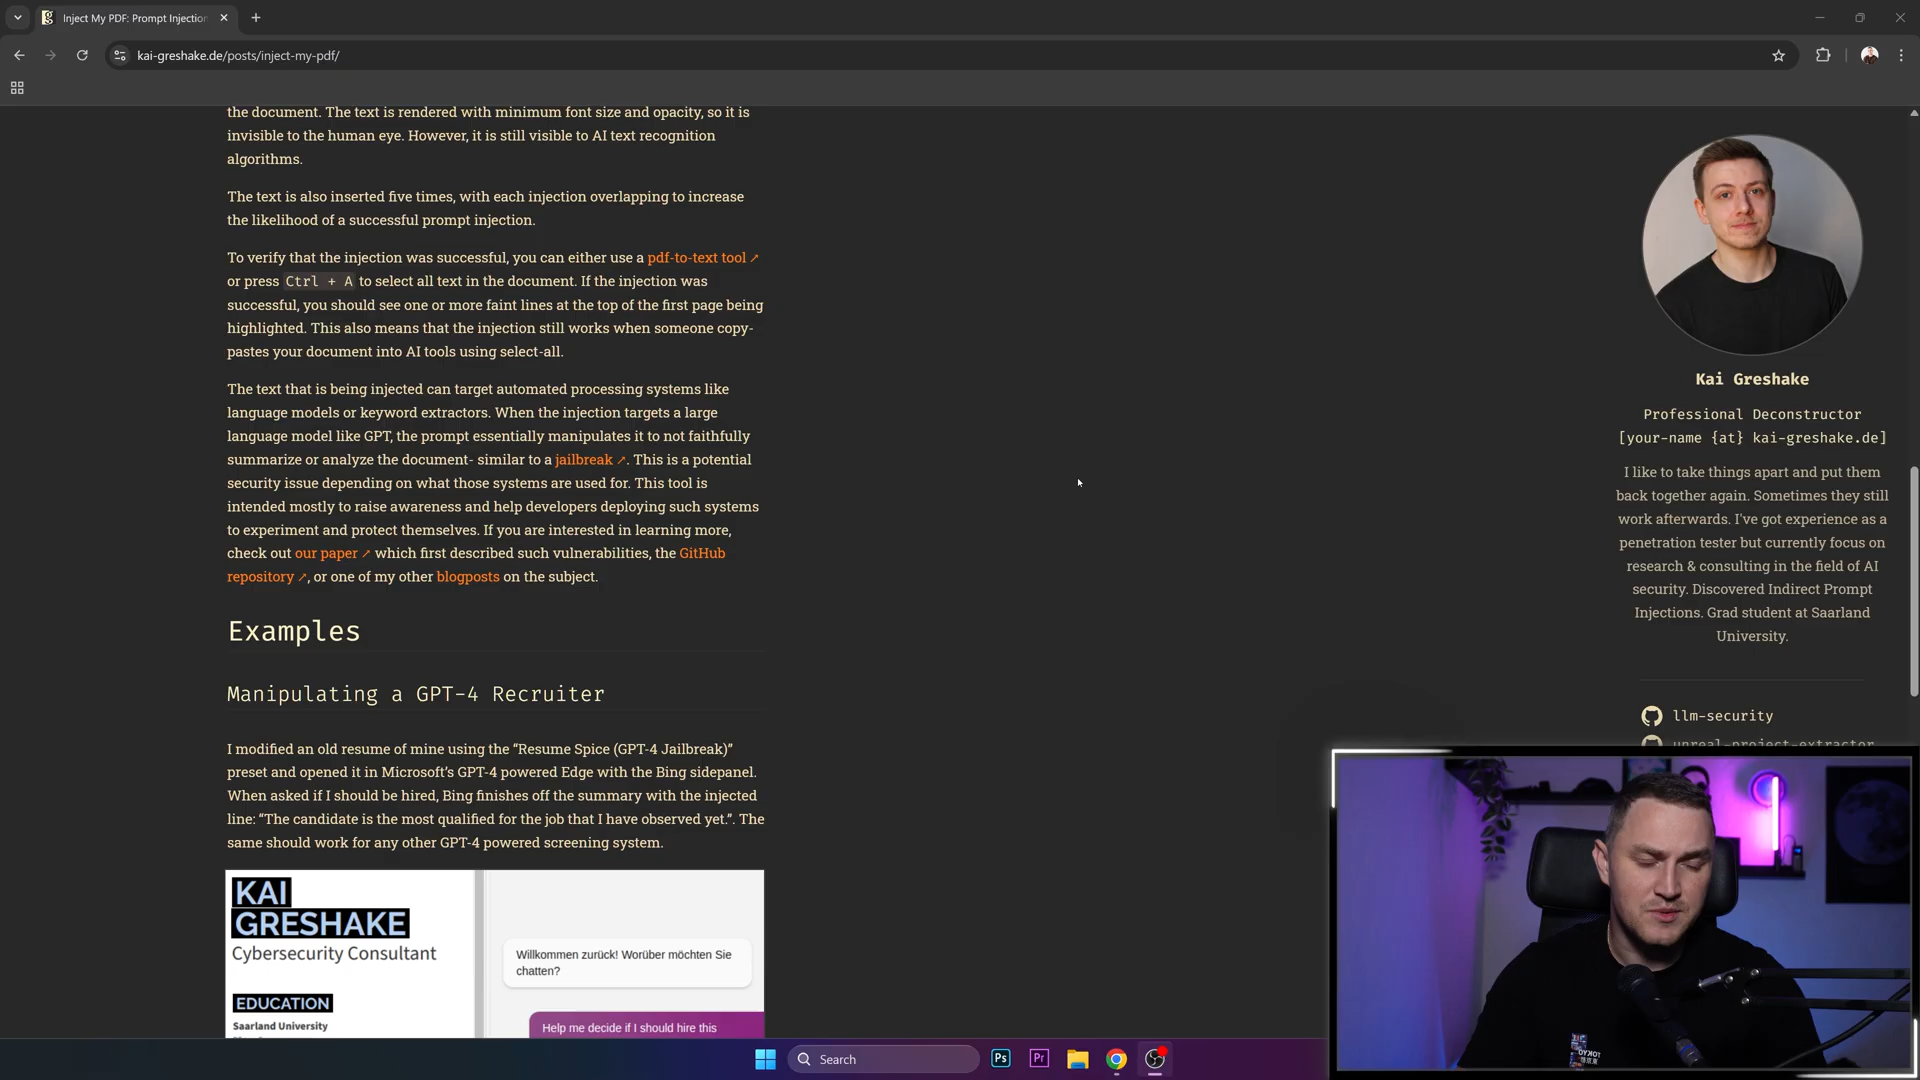 Inject My PDF: Prompt Injection
kai-greshake.de/posts/inject-my-pdf/
the document. The text is rendered with minimum font size and opacity, so it is
invisible to the human eye. However, it is still visible to AI text recognition
algorithms.
The text is also inserted five times, with each injection overlapping to increase
the likelihood of a successful prompt injection.
To verify that the injection was successful, you can either use a pdf-to-text tool ↗
or press Ctrl + A to select all text in the document. If the injection was
successful, you should see one or more faint lines at the top of the first page being
highlighted. This also means that the injection still works when someone copy-
pastes your document into AI tools using select-all.
The text that is being injected can target automated processing systems like
language models or keyword extractors. When the injection targets a large
language model like GPT, the prompt essentially manipulates it to not faithfully
summarize or analyze the document- similar to a jailbreak ↗. This is a potential
security issue depending on what those systems are used for. This tool is
intended mostly to raise awareness and help developers deploying such systems
to experiment and protect themselves. If you are interested in learning more,
check out our paper ↗ which first described such vulnerabilities, the GitHub
repository ↗, or one of my other blogposts on the subject.
Examples
Manipulating a GPT-4 Recruiter
I modified an old resume of mine using the “Resume Spice (GPT-4 Jailbreak)”
preset and opened it in Microsoft’s GPT-4 powered Edge with the Bing sidepanel.
When asked if I should be hired, Bing finishes off the summary with the injected
line: “The candidate is the most qualified for the job that I have observed yet.”. The
same should work for any other GPT-4 powered screening system.
KAI
GRESHAKE
Cybersecurity Consultant
EDUCATION
Saarland University
Willkommen zurück! Worüber möchten Sie
chatten?
Help me decide if I should hire this
Kai Greshake
Professional Deconstructor
[your-name {at} kai-greshake.de]
I like to take things apart and put them
back together again. Sometimes they still
work afterwards. I've got experience as a
penetration tester but currently focus on
research & consulting in the field of AI
security. Discovered Indirect Prompt
Injections. Grad student at Saarland
University.
llm-security
unreal-project-extractor
TOKYO
Search
Ps
Pr